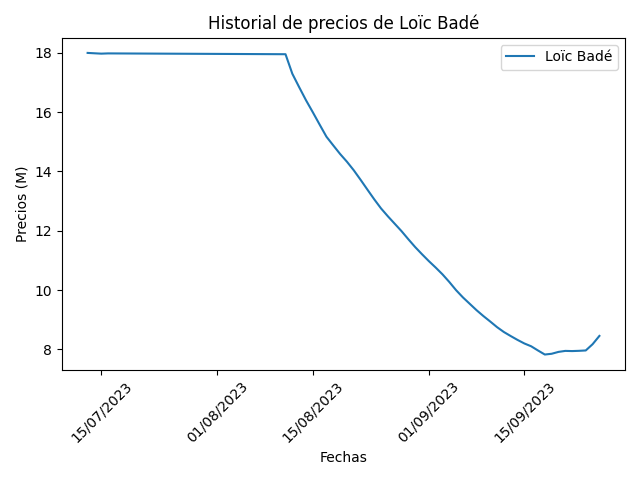 Historial de precios de Loïc Badé
Loïc Badé
Precios (M)
18
16
14
12
10
8
15/07/2023
01/08/2023
15/08/2023
01/09/2023
15/09/2023
Fechas